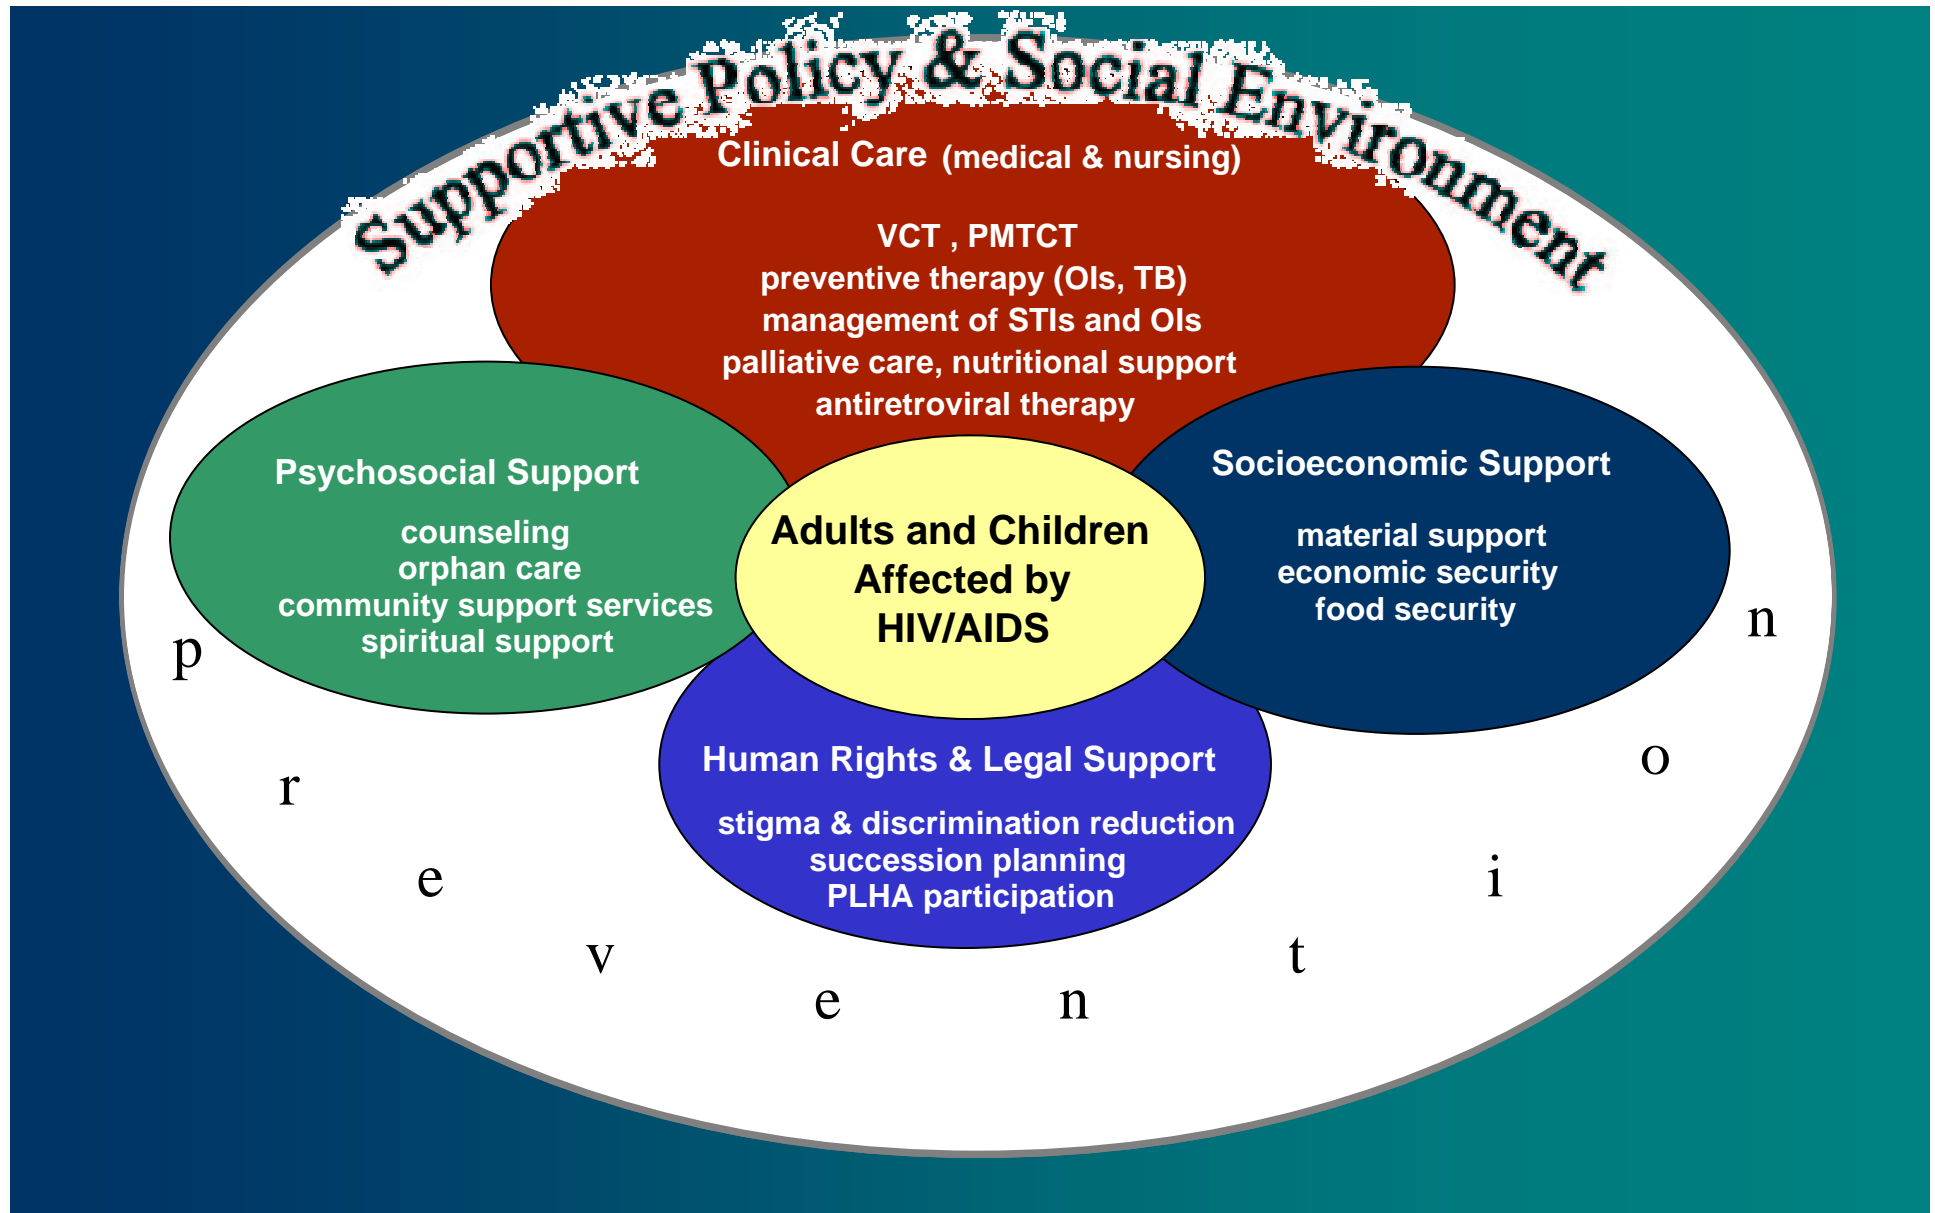 Supportive Policy & Social Environment
Clinical Care (medical & nursing)
VCT , PMTCT
preventive therapy (OIs, TB)
management of STIs and OIs
palliative care, nutritional support
antiretroviral therapy
Psychosocial Support
counseling
orphan care
community support services
spiritual support
Adults and Children
Affected by
HIV/AIDS
Socioeconomic Support
material support
economic security
food security
Human Rights & Legal Support
stigma & discrimination reduction
succession planning
PLHA participation
p r e v e n t i o n